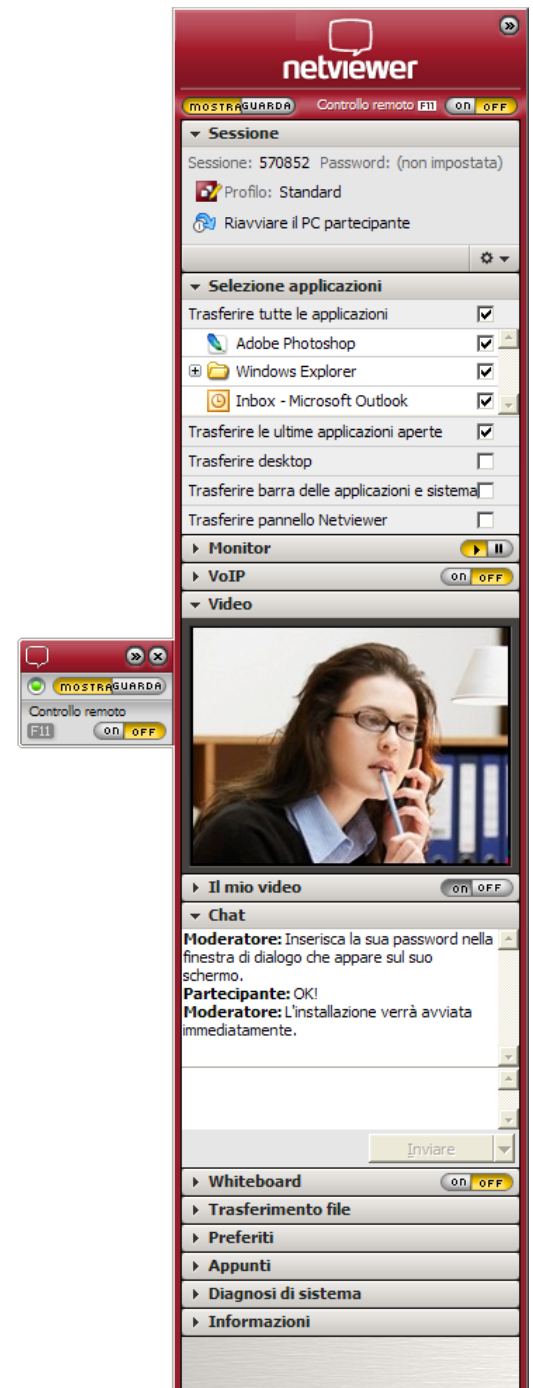 netviewer
MOSTRA GUARDA Controllo remoto F11 on OFF
Sessione
Sessione: 570852 Password: (non impostata)
Profilo: Standard
Riavviare il PC partecipante
Selezione applicazioni
Trasferire tutte le applicazioni
Adobe Photoshop
Windows Explorer
Inbox - Microsoft Outlook
Trasferire le ultime applicazioni aperte
Trasferire desktop
Trasferire barra delle applicazioni e sistema
Trasferire pannello Netviewer
Monitor
VoIP on OFF
Video
MOSTRA GUARDA
Controllo remoto
F11 on OFF
Il mio video on OFF
Chat
Moderatore: Inserisca la sua password nella
finestra di dialogo che appare sul suo
schermo.
Partecipante: OK!
Moderatore: L'installazione verrà avviata
immediatamente.
Inviare
Whiteboard on OFF
Trasferimento file
Preferiti
Appunti
Diagnosi di sistema
Informazioni